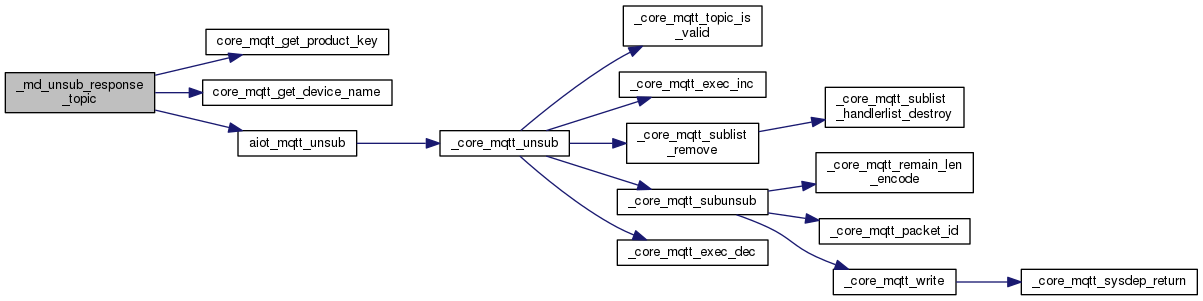 _md_unsub_response
_topic
core_mqtt_get_product_key
core_mqtt_get_device_name
aiot_mqtt_unsub
_core_mqtt_unsub
_core_mqtt_topic_is
_valid
_core_mqtt_exec_inc
_core_mqtt_sublist
_remove
_core_mqtt_subunsub
_core_mqtt_exec_dec
_core_mqtt_sublist
_handlerlist_destroy
_core_mqtt_remain_len
_encode
_core_mqtt_packet_id
_core_mqtt_write
_core_mqtt_sysdep_return